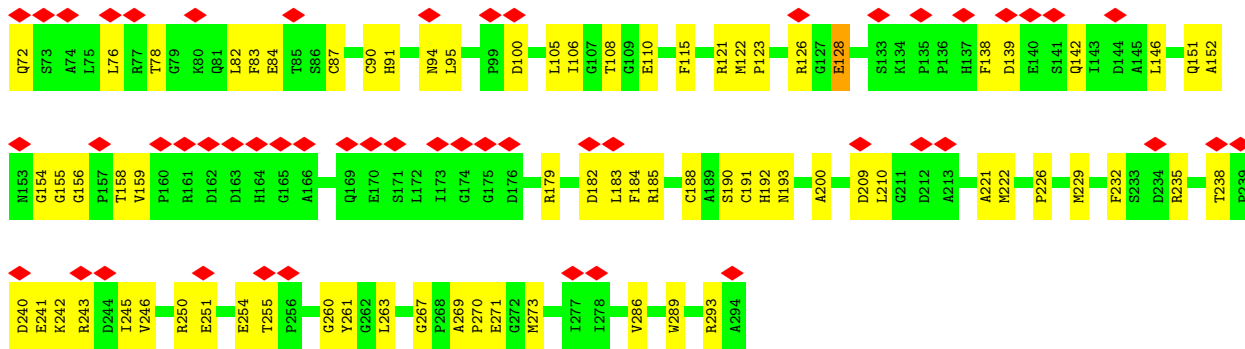 Q72 S73 A74 L75 L76 R77 T78 G79 K80 Q81 L82 F83 E84 T85 S86 C87 C90 H91 N94 L95 P99 D100 L105 I106 G107 T108 G109 E110 F115 R121 M122 P123 R126 G127 E128 S133 K134 P135 P136 H137 F138 D139 E140 S141 Q142 I143 D144 A145 L146 Q151 A152
N153 G154 G155 G156 P157 T158 V159 P160 R161 D162 D163 H164 G165 A166 Q169 E170 S171 L172 I173 G174 G175 D176 R179 D182 L183 F184 R185 C188 A189 S190 C191 H192 N193 A200 D209 L210 G211 D212 A213 A221 M222 P226 M229 F232 S233 D234 R235 T238 P239
D240 E241 K242 R243 D244 I245 V246 R250 E251 E254 T255 P256 G260 Y261 G262 L263 G267 P268 A269 P270 E271 G272 M273 I277 I278 V286 W289 R293 A294